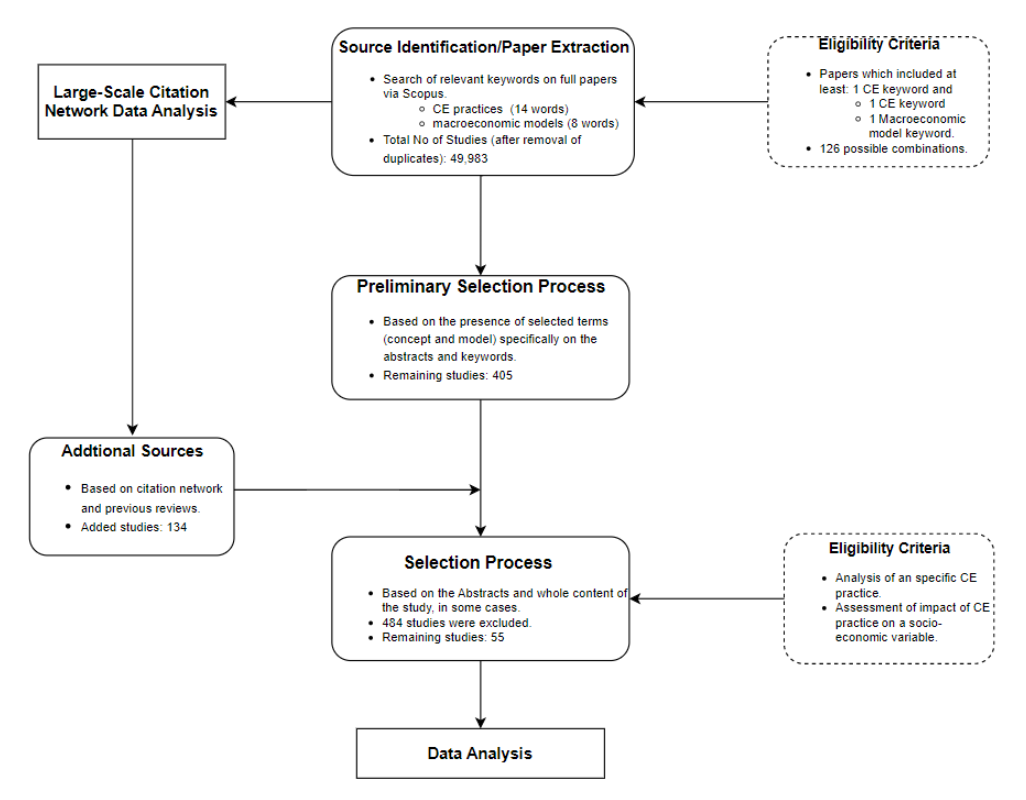 Source Identification/Paper Extraction
• Search of relevant keywords on full papers
via Scopus.
○ CE practices (14 words)
○ macroeconomic models (8 words)
• Total No of Studies (after removal of
duplicates): 49,983
Eligibility Criteria
• Papers which included at
least: 1 CE keyword and
○ 1 CE keyword
○ 1 Macroeconomic
model keyword.
• 126 possible combinations.
Large-Scale Citation
Network Data Analysis
Preliminary Selection Process
• Based on the presence of selected terms
(concept and model) specifically on the
abstracts and keywords.
• Remaining studies: 405
Addtional Sources
• Based on citation network
and previous reviews.
• Added studies: 134
Selection Process
• Based on the Abstracts and whole content of
the study, in some cases.
• 484 studies were excluded.
• Remaining studies: 55
Eligibility Criteria
• Analysis of an specific CE
practice.
• Assessment of impact of CE
practice on a socio-
economic variable.
Data Analysis